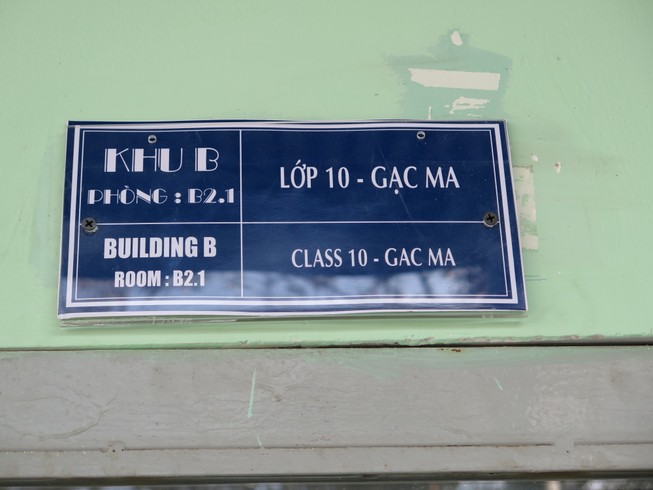 KHU B
PHÒNG : B2.1
LỚP 10 - GẠC MA
BUILDING B
ROOM : B2.1
CLASS 10 - GAC MA